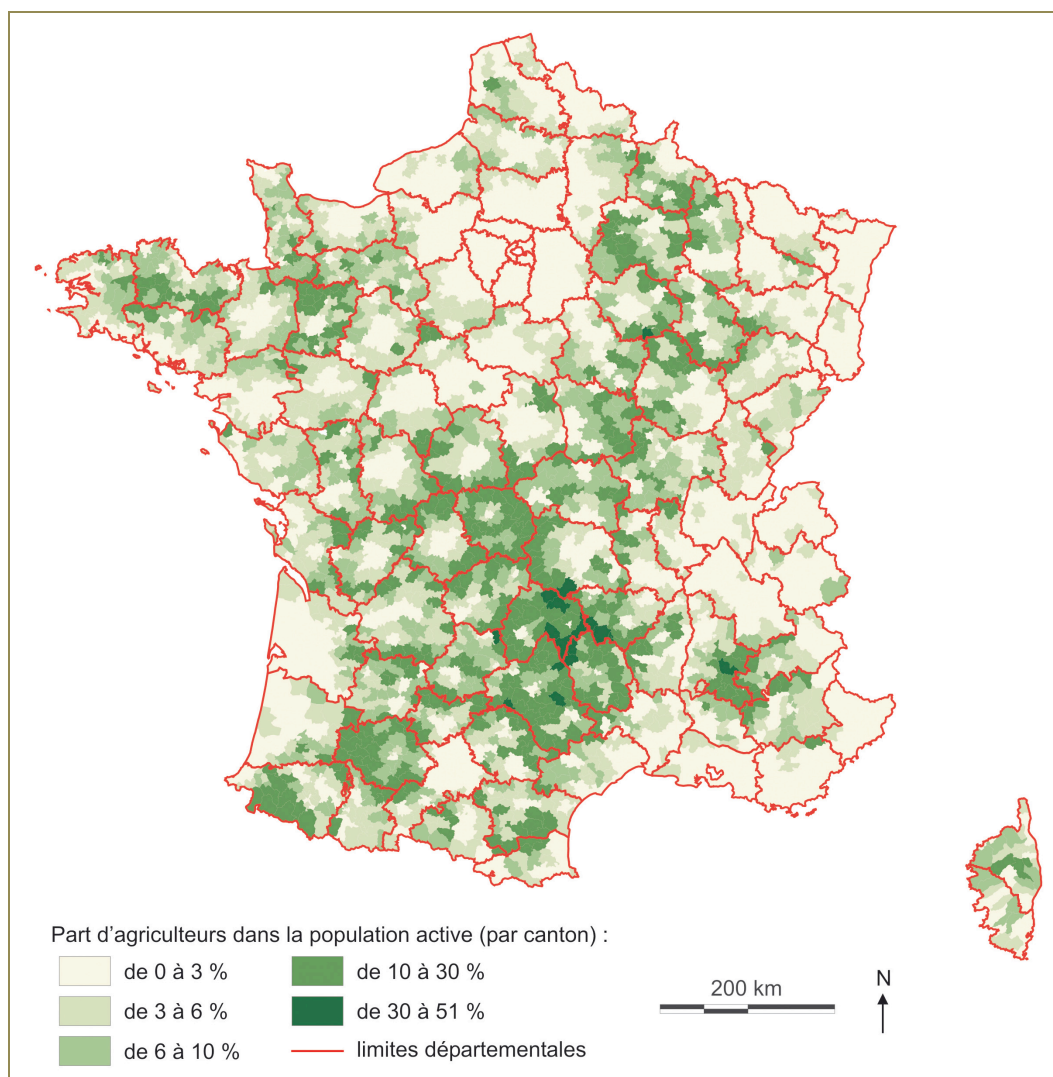 Part d'agriculteurs dans la population active (par canton) :
de 0 à 3 %
de 3 à 6 %
de 6 à 10 %
de 10 à 30 %
de 30 à 51 %
limites départementales
200 km
N